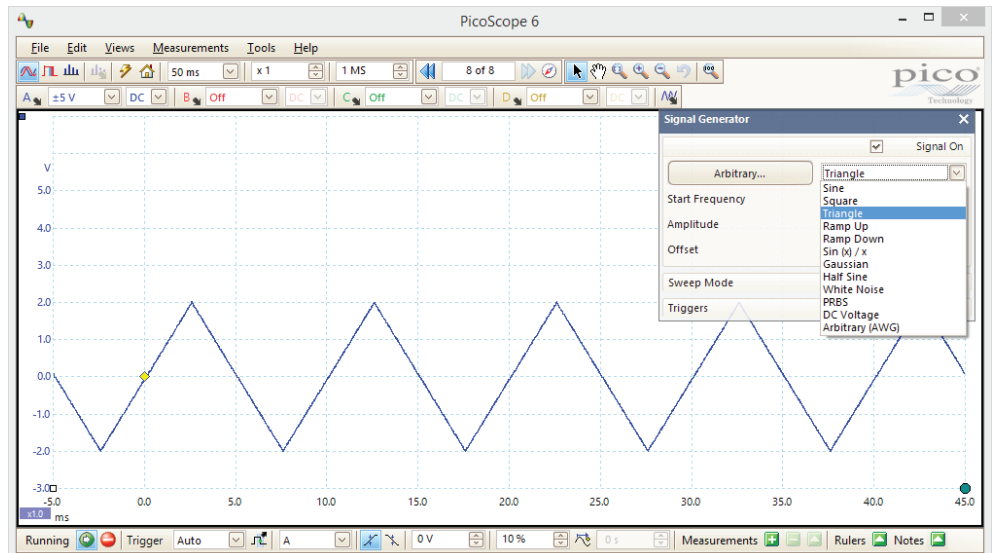 PicoScope 6
File Edit Views Measurements Tools Help
50 ms x 1 1 MS 8 of 8
pico
Technology
A ±5 V DC B Off DC C Off DC D Off DC
Signal Generator
Signal On
Arbitrary... Triangle
Start Frequency
Amplitude
Offset
Sweep Mode
Triggers
Sine
Square
Triangle
Ramp Up
Ramp Down
Sin (x) / x
Gaussian
Half Sine
White Noise
PRBS
DC Voltage
Arbitrary (AWG)
V
5.0
4.0
3.0
2.0
1.0
0.0
-1.0
-2.0
-3.0
-5.0 0.0 5.0 10.0 15.0 20.0 25.0 30.0 35.0 40.0 45.0
x1.0 ms
Running Trigger Auto A 0 V 10 % 0 s Measurements Rulers Notes